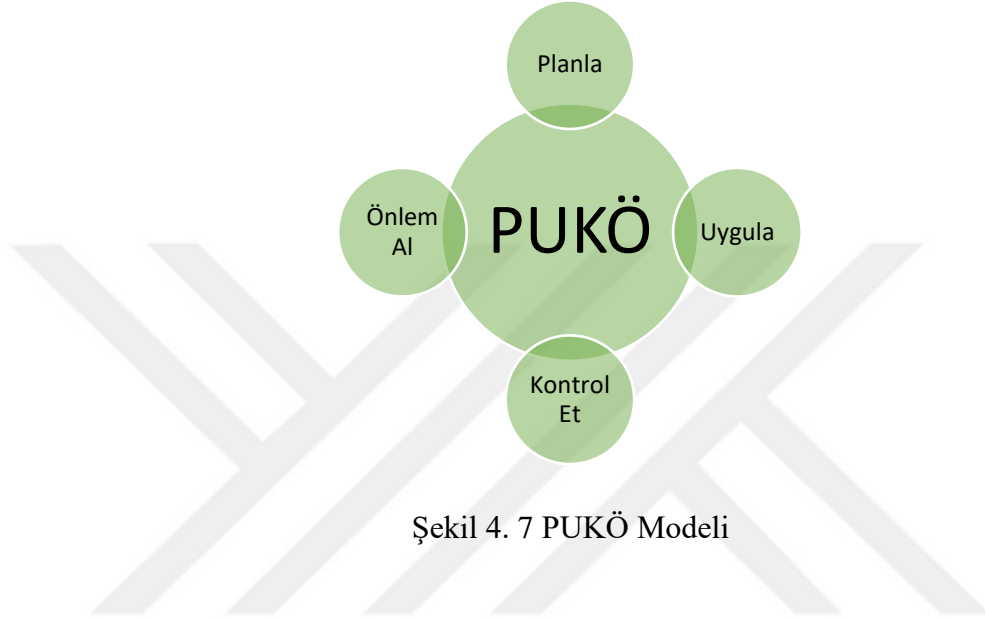 Planla
Önlem
Al
PUKÖ
Uygula
Kontrol
Et
Şekil 4. 7 PUKÖ Modeli